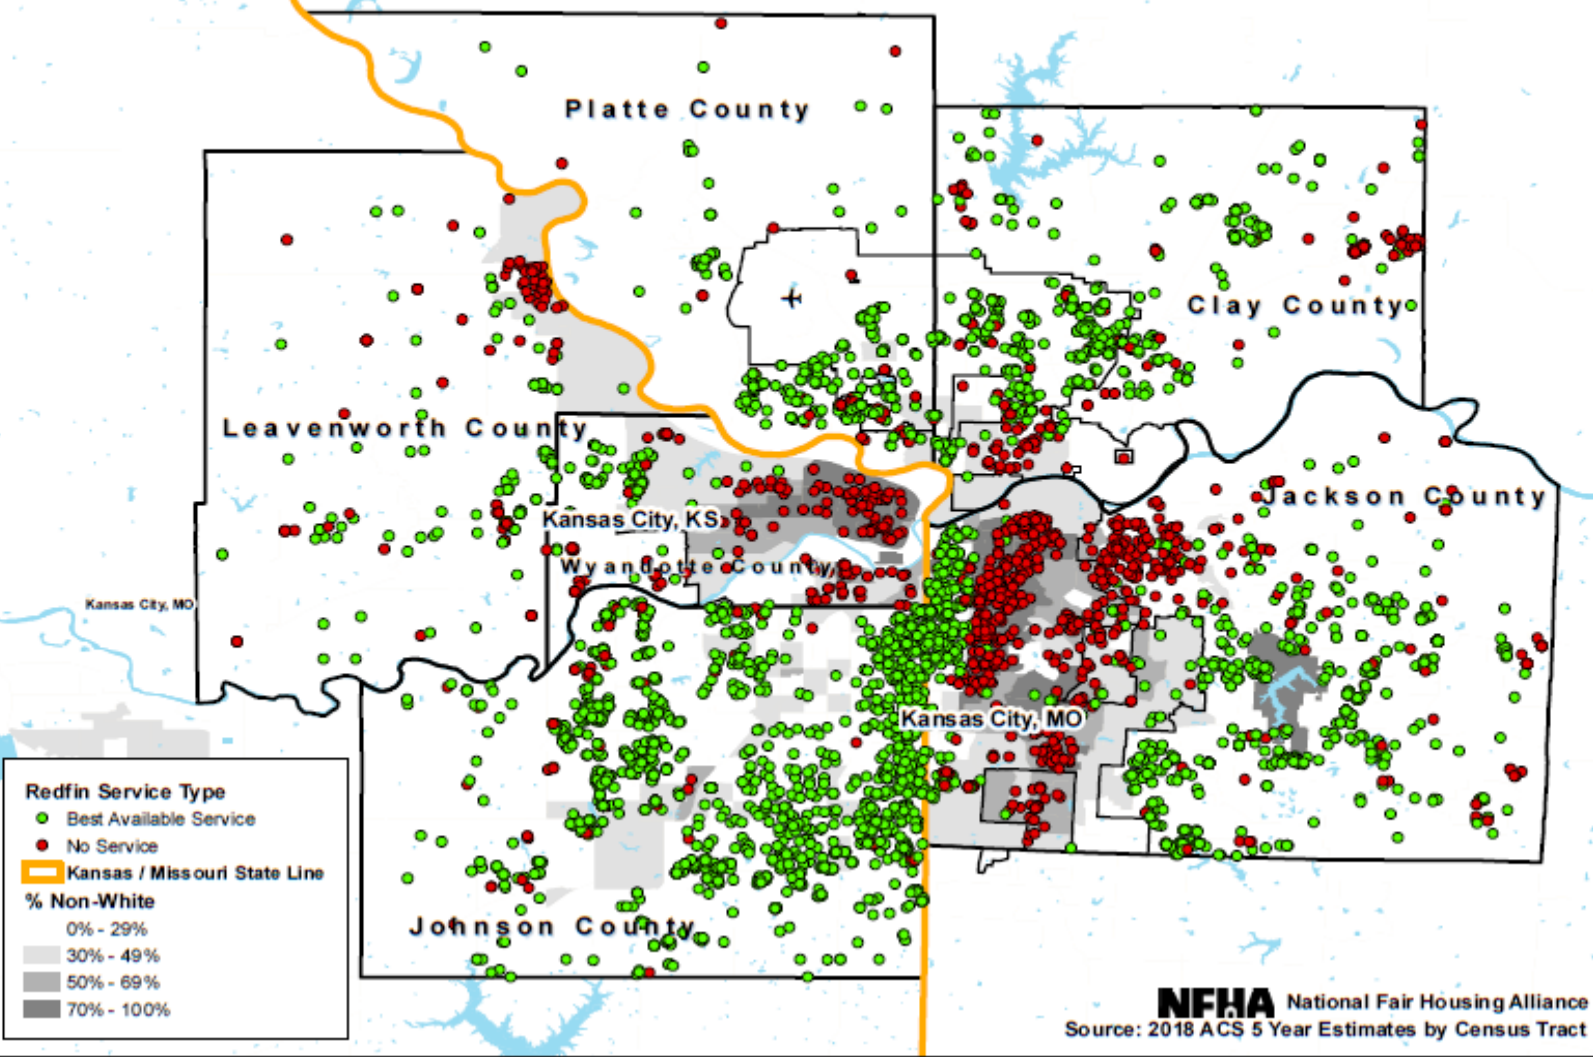 Platte County
Clay County
Leavenworth County
Jackson County
Kansas City, KS
Wyandotte County
Kansas City, MO
Kansas City, MO
Johnson County
Redfin Service Type
Best Available Service
No Service
Kansas / Missouri State Line
% Non-White
0% - 29%
30% - 49%
50% - 69%
70% - 100%
NFHA National Fair Housing Alliance
Source: 2018 ACS 5 Year Estimates by Census Tract